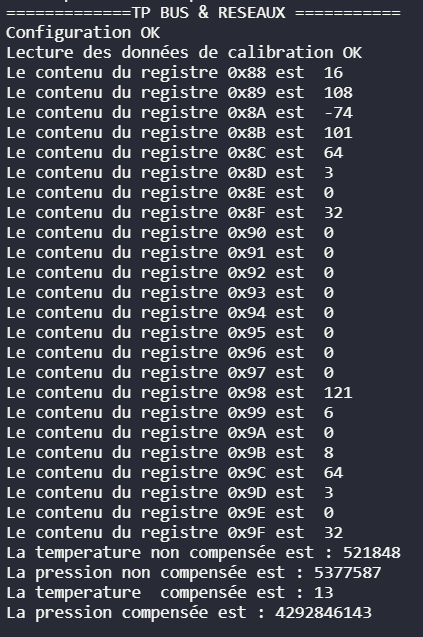 =============TP BUS & RESEAUX ===========
Configuration OK
Lecture des données de calibration OK
Le contenu du registre 0x88 est  16
Le contenu du registre 0x89 est  108
Le contenu du registre 0x8A est  -74
Le contenu du registre 0x8B est  101
Le contenu du registre 0x8C est  64
Le contenu du registre 0x8D est  3
Le contenu du registre 0x8E est  0
Le contenu du registre 0x8F est  32
Le contenu du registre 0x90 est  0
Le contenu du registre 0x91 est  0
Le contenu du registre 0x92 est  0
Le contenu du registre 0x93 est  0
Le contenu du registre 0x94 est  0
Le contenu du registre 0x95 est  0
Le contenu du registre 0x96 est  0
Le contenu du registre 0x97 est  0
Le contenu du registre 0x98 est  121
Le contenu du registre 0x99 est  6
Le contenu du registre 0x9A est  0
Le contenu du registre 0x9B est  8
Le contenu du registre 0x9C est  64
Le contenu du registre 0x9D est  3
Le contenu du registre 0x9E est  0
Le contenu du registre 0x9F est  32
La temperature non compensée est : 521848
La pression non compensée est : 5377587
La temperature  compensée est : 13
La pression compensée est : 4292846143